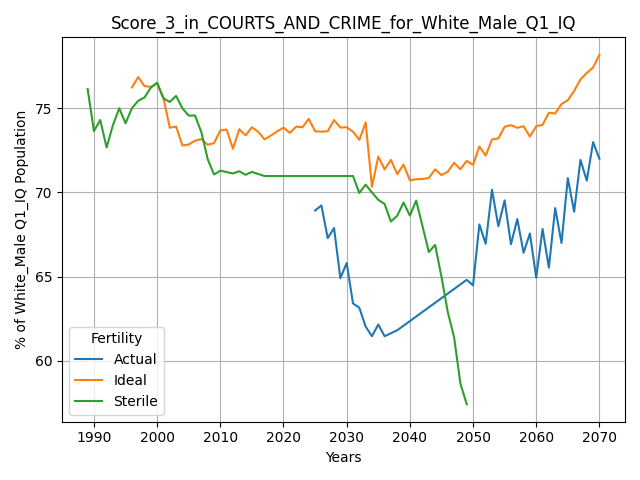 Score_3_in_COURTS_AND_CRIME_for_White_Male_Q1_IQ
% of White_Male Q1_IQ Population
75
70
65
60
Fertility
Actual
Ideal
Sterile
1990 2000 2010 2020 2030 2040 2050 2060 2070
Years